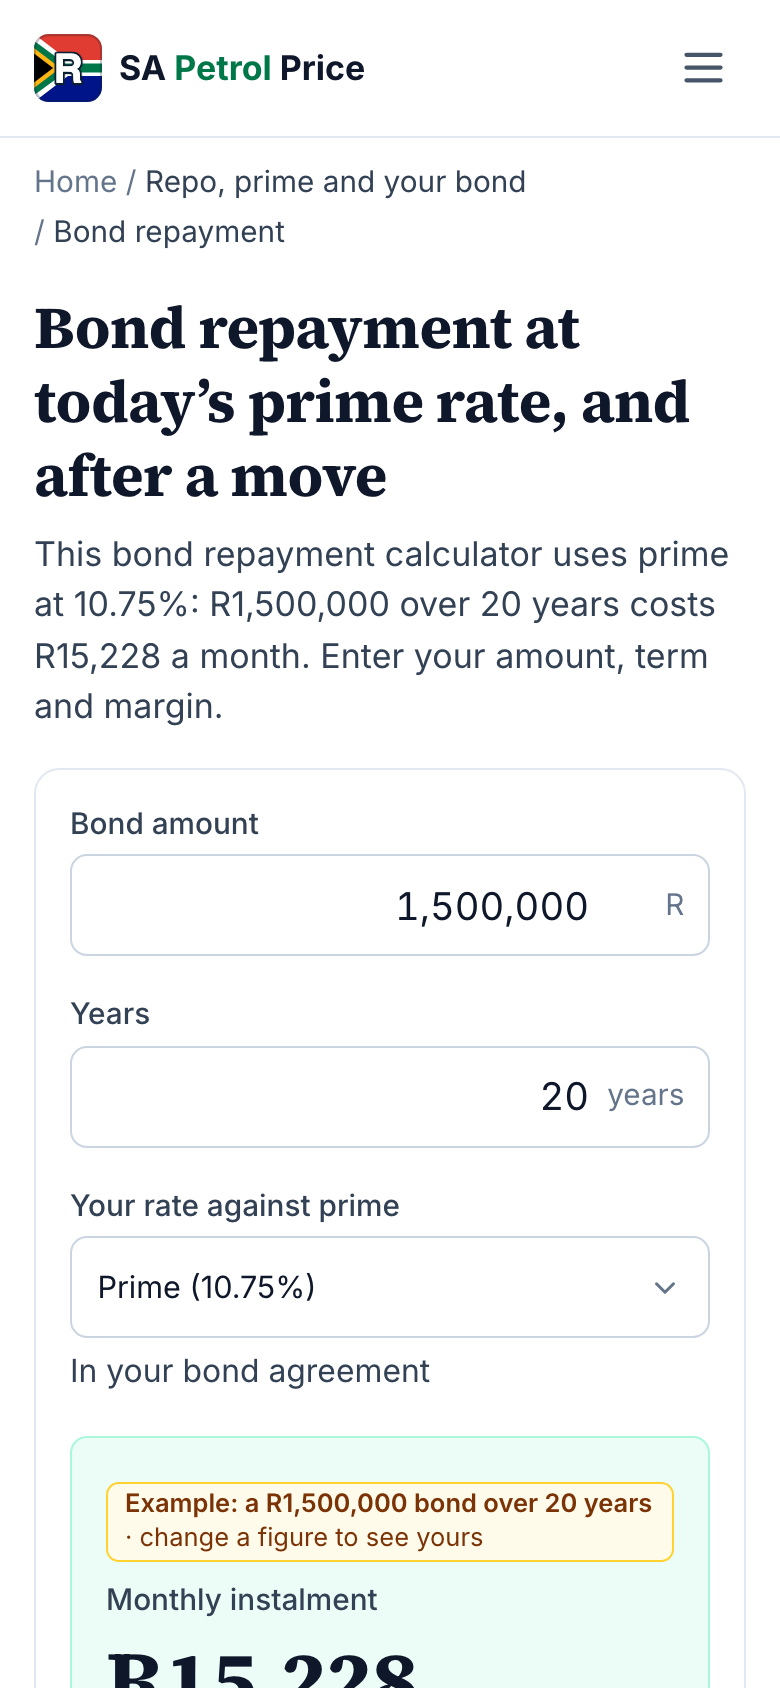 R SA Petrol Price
Home / Repo, prime and your bond
/ Bond repayment
Bond repayment at
today’s prime rate, and
after a move
This bond repayment calculator uses prime
at 10.75%: R1,500,000 over 20 years costs
R15,228 a month. Enter your amount, term
and margin.
Bond amount
1,500,000 R
Years
20 years
Your rate against prime
Prime (10.75%)
In your bond agreement
Example: a R1,500,000 bond over 20 years
· change a figure to see yours
Monthly instalment
R15,228